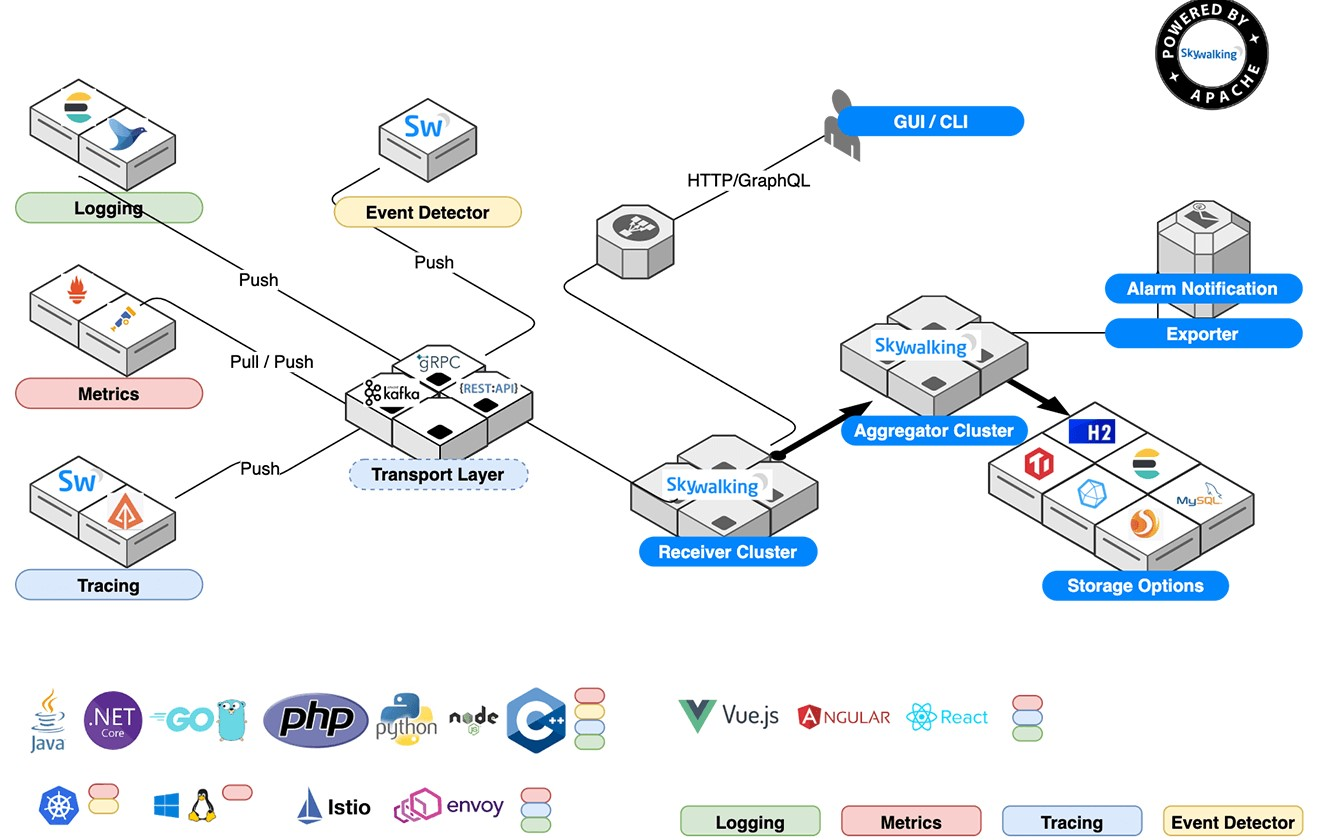 POWERED BY
Skywalking
APACHE
Sw
GUI / CLI
Logging
Event Detector
HTTP/GraphQL
Push
Push
Alarm Notification
Exporter
Pull / Push
Metrics
gRPC
kafka
{REST:API}
Skywalking
Aggregator Cluster
H2
Push
Transport Layer
Sw
Skywalking
MySQL
Receiver Cluster
Tracing
Storage Options
Java
.NET
Core
GO
php
python
node
JS
C++
Vue.js
ANGULAR
React
Istio
envoy
Logging
Metrics
Tracing
Event Detector